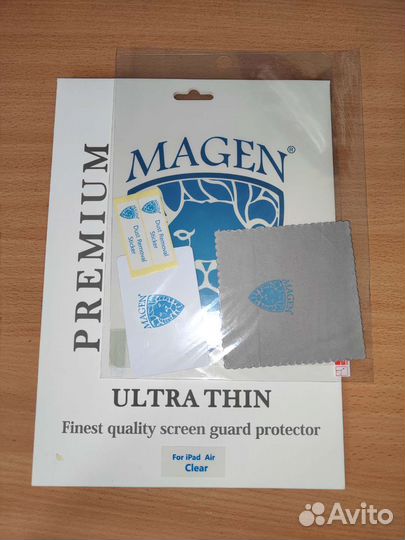 PREMIUM
MAGEN®
Dust Removal
Sticker
Dust Removal
Sticker
MAGEN
MAGEN
ULTRA THIN
Finest quality screen guard protector
For iPad Air
Clear
Avito